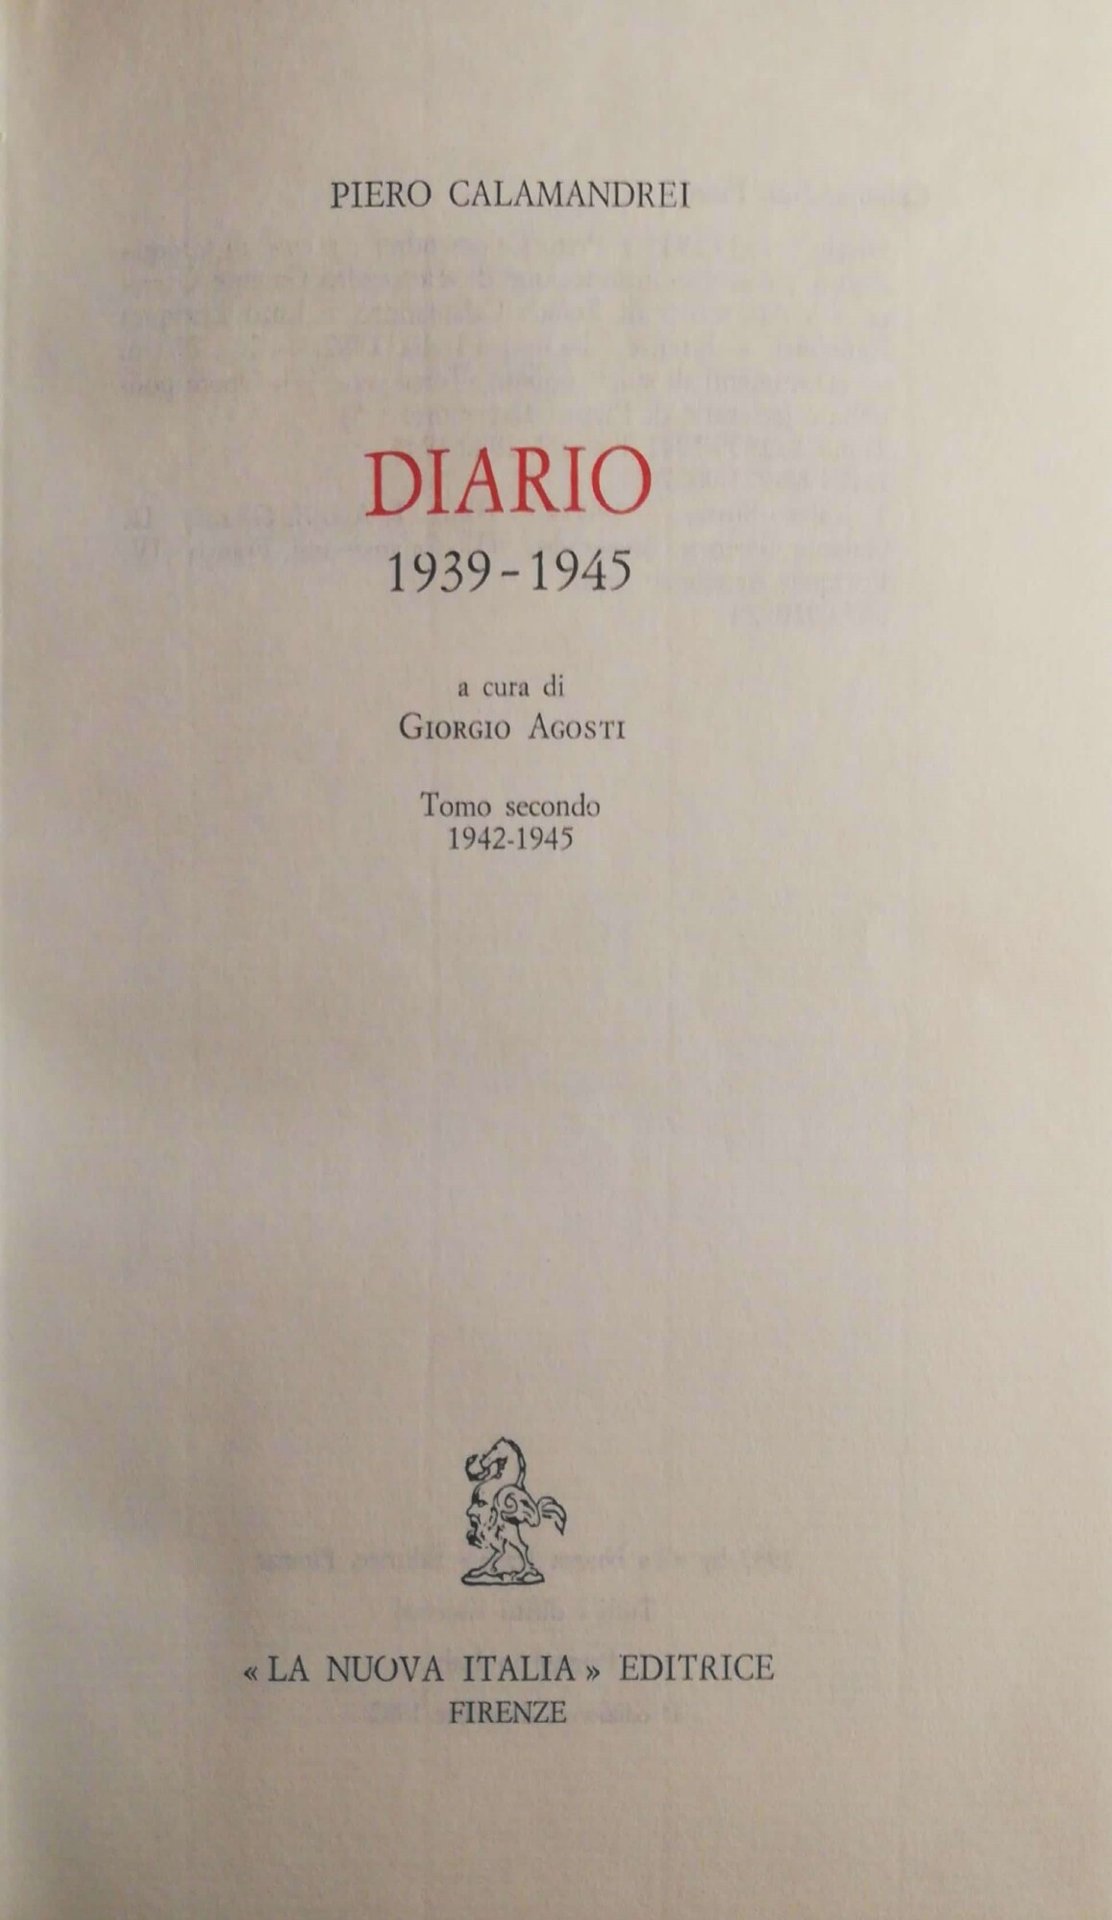 PIERO CALAMANDREI
DIARIO
1939-1945
a cura di
GIORGIO AGOSTI
Tomo secondo
1942-1945
« LA NUOVA ITALIA » EDITRICE
FIRENZE